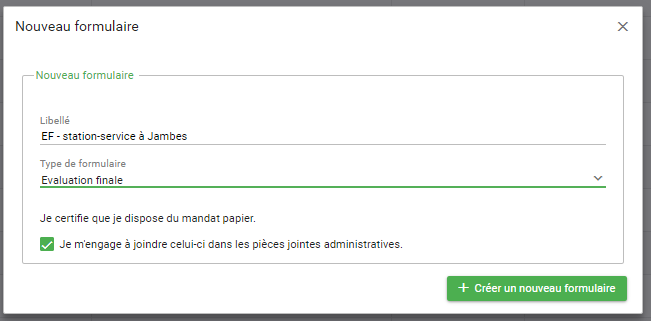 Nouveau formulaire
Nouveau formulaire
Libellé
EF - station-service à Jambes
Type de formulaire
Evaluation finale
Je certifie que je dispose du mandat papier.
Je m'engage à joindre celui-ci dans les pièces jointes administratives.
Créer un nouveau formulaire